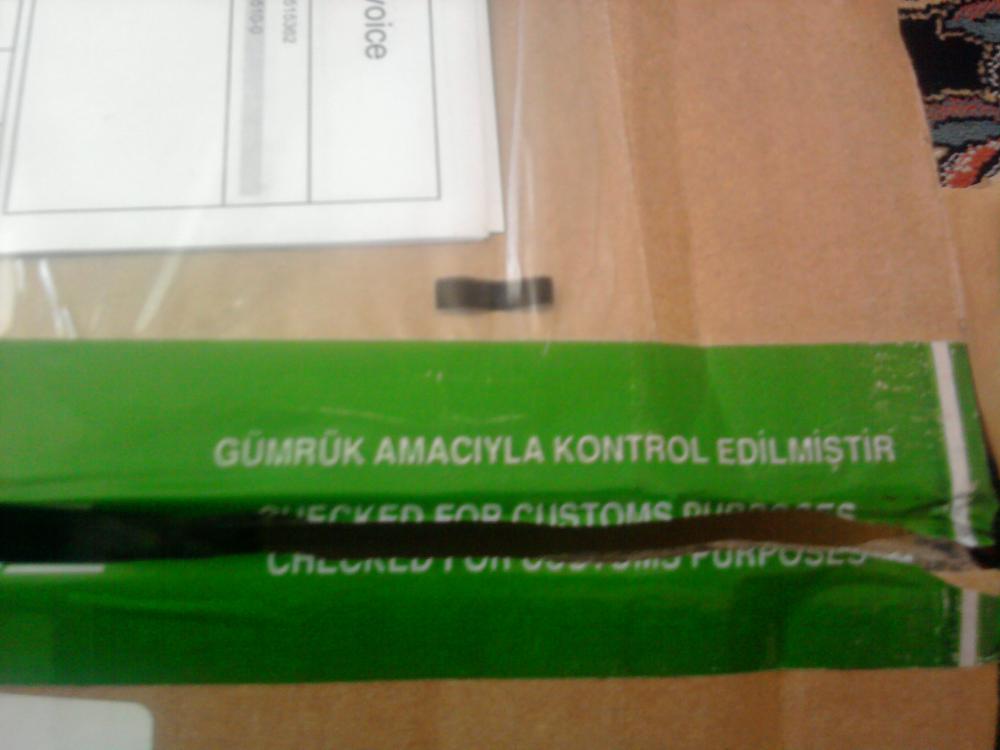 voice
GÜMRÜK AMACIYLA KONTROL EDİLMİŞTİR
CHECKED FOR CUSTOMS PURPOSES